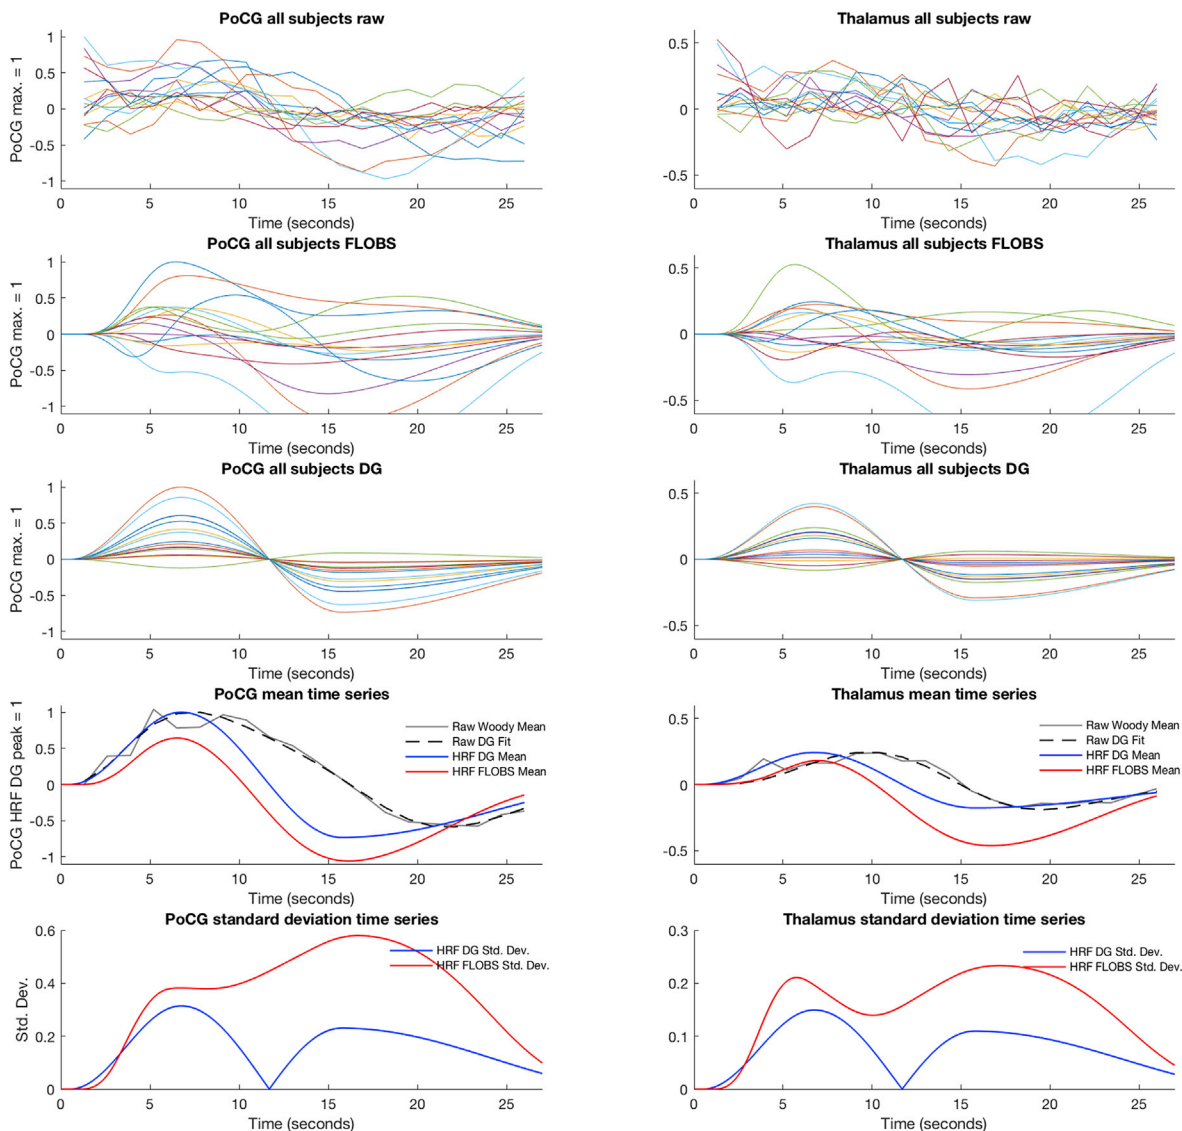 PoCG all subjects raw
PoCG max. = 1
1
0.5
0
-0.5
-1
0 5 10 15 20 25
Time (seconds)
Thalamus all subjects raw
0.5
0
-0.5
0 5 10 15 20 25
Time (seconds)
PoCG all subjects FLOBS
PoCG max. = 1
1
0.5
0
-0.5
-1
0 5 10 15 20 25
Time (seconds)
Thalamus all subjects FLOBS
0.5
0
-0.5
0 5 10 15 20 25
Time (seconds)
PoCG all subjects DG
PoCG max. = 1
1
0.5
0
-0.5
-1
0 5 10 15 20 25
Time (seconds)
Thalamus all subjects DG
0.5
0
-0.5
0 5 10 15 20 25
Time (seconds)
PoCG mean time series
PoCG HRF DG peak = 1
1
0.5
0
-0.5
-1
Raw Woody Mean
Raw DG Fit
HRF DG Mean
HRF FLOBS Mean
0 5 10 15 20 25
Time (seconds)
Thalamus mean time series
0.5
0
-0.5
Raw Woody Mean
Raw DG Fit
HRF DG Mean
HRF FLOBS Mean
0 5 10 15 20 25
Time (seconds)
PoCG standard deviation time series
Std. Dev.
0.6
0.4
0.2
0
HRF DG Std. Dev.
HRF FLOBS Std. Dev.
0 5 10 15 20 25
Time (seconds)
Thalamus standard deviation time series
0.3
0.2
0.1
0
HRF DG Std. Dev.
HRF FLOBS Std. Dev.
0 5 10 15 20 25
Time (seconds)